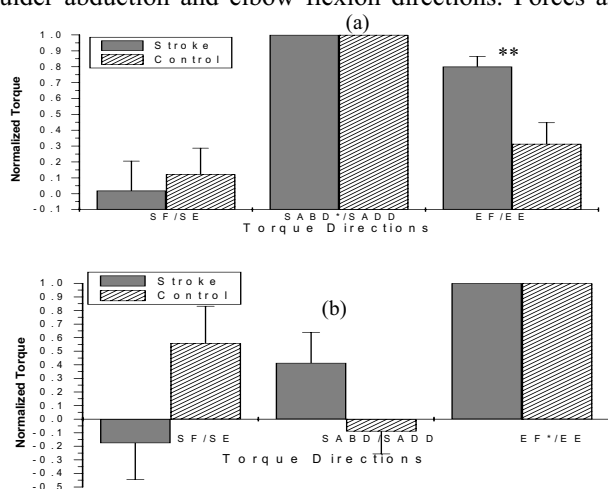 ulder abduction and elbow flexion directions. Forces a
(a)
1.0
0.9
0.8
0.7
0.6
0.5
0.4
0.3
0.2
0.1
0.0
-0.1
Normalized Torque
Stroke
Control
**
SF/SE
SABD*/SADD
EF/EE
Torque Directions
1.0
0.9
0.8
0.7
0.6
0.5
0.4
0.3
0.2
0.1
0.0
-0.1
-0.2
-0.3
-0.4
-0.5
Normalized Torque
Stroke
Control
(b)
SF/SE
SABD/SADD
EF*/EE
Torque Directions